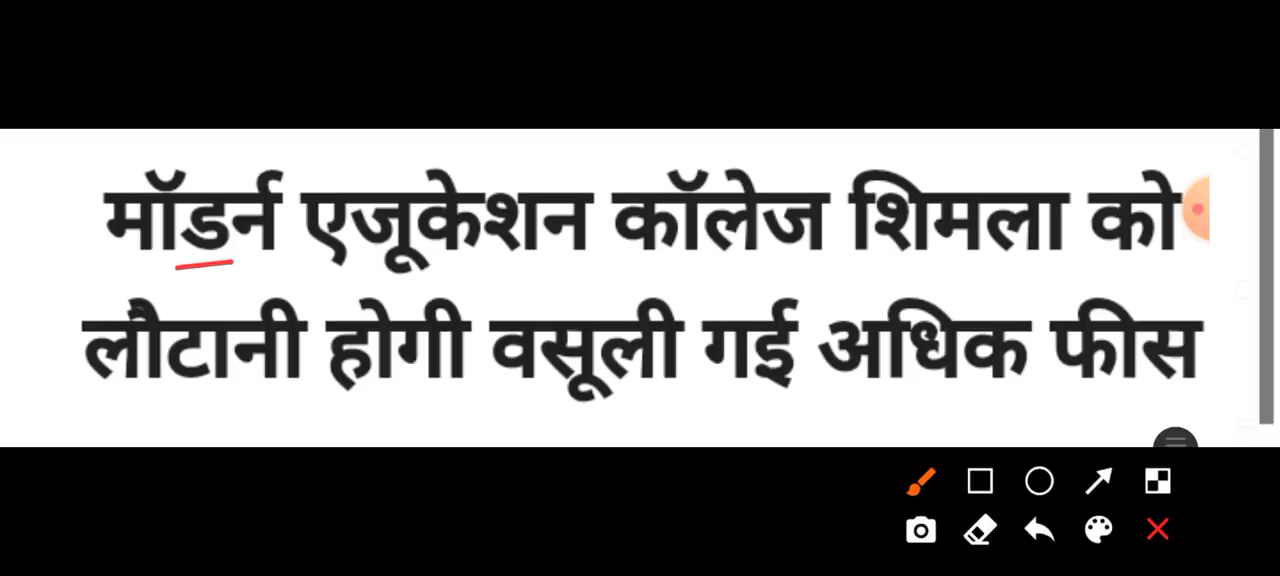 मॉडर्न एजूकेशन कॉलेज शिमला को
लौटानी होगी वसूली गई अधिक फीस